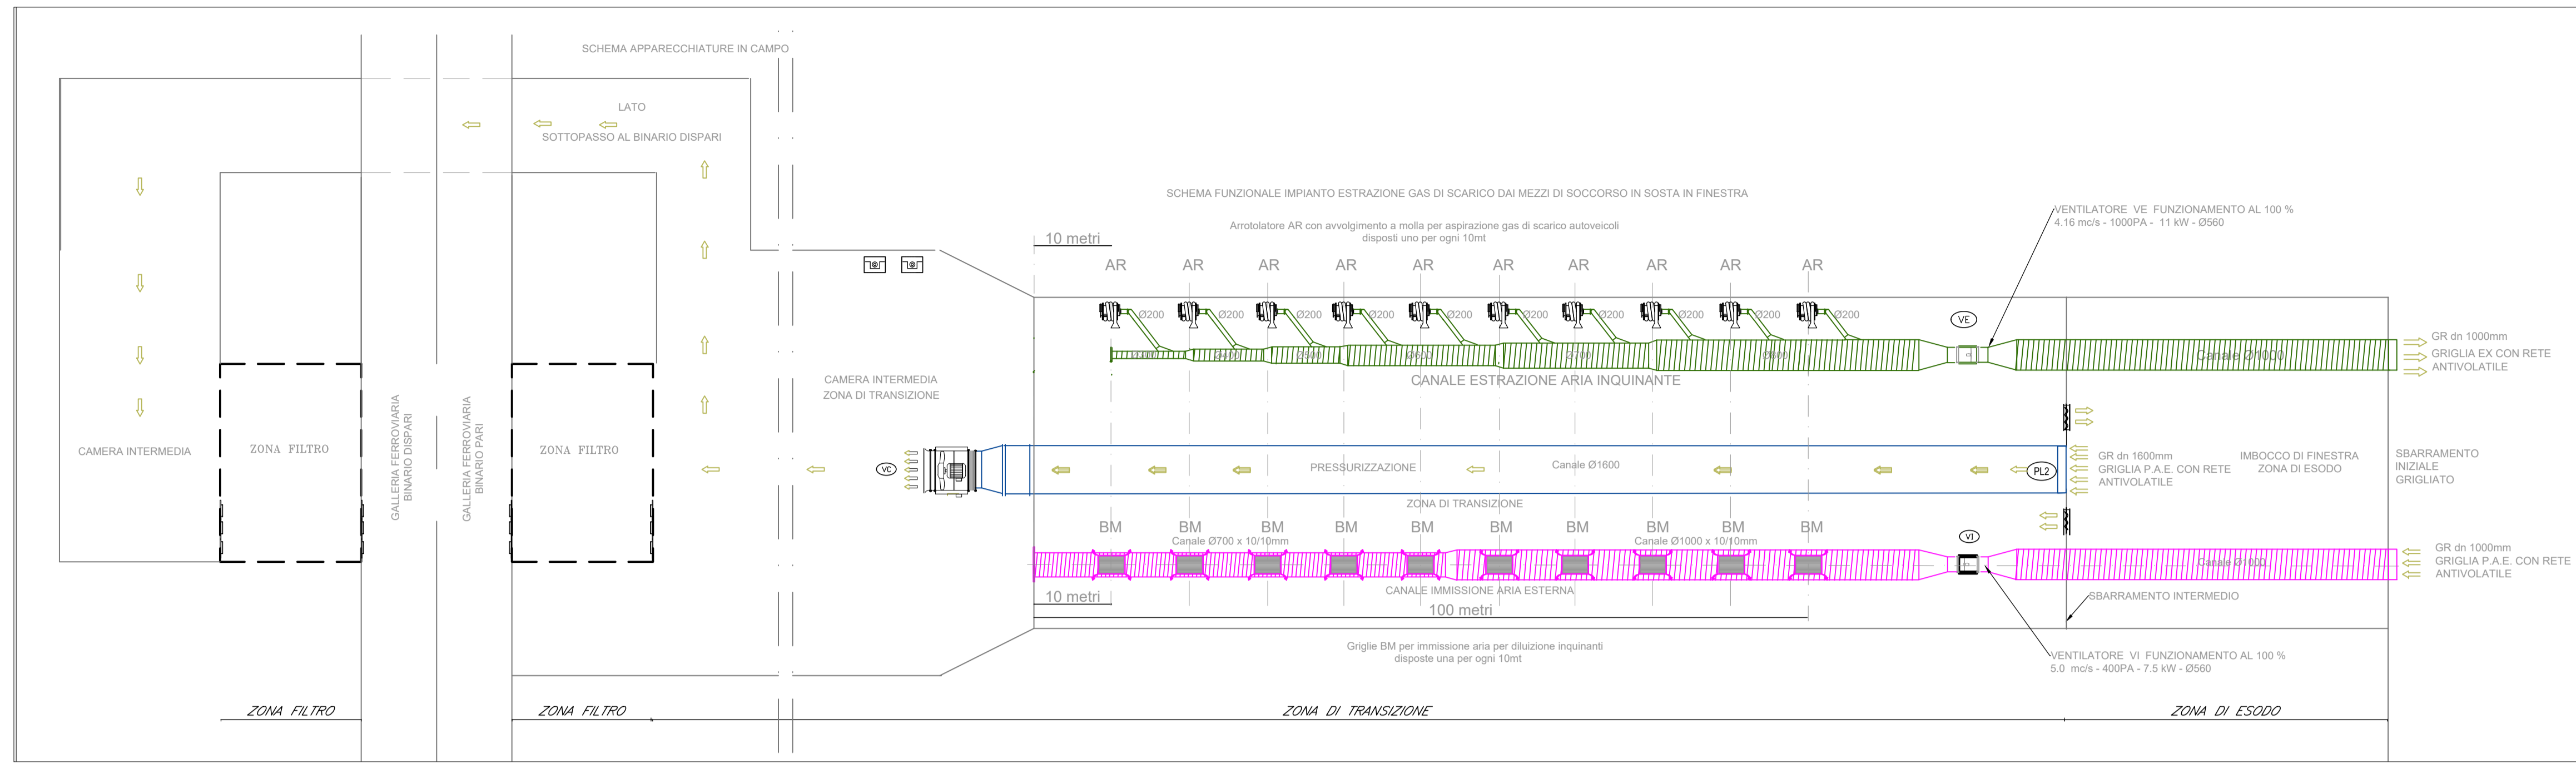 SCHEMA APPARECCHIATURE IN CAMPO
LATO
SOTTOPASSO AL BINARIO DISPARI
SCHEMA FUNZIONALE IMPIANTO ESTRAZIONE GAS DI SCARICO DAI MEZZI DI SOCCORSO IN SOSTA IN FINESTRA
Arrotolatore AR con avvolgimento a molla per aspirazione gas di scarico autoveicoli
disposti uno per ogni 10mt
10 metri
AR AR AR AR AR AR AR AR AR AR
VENTILATORE VE FUNZIONAMENTO AL 100 %
4.16 mc/s - 1000PA - 11 kW - Ø560
Ø200 Ø200 Ø200 Ø200 Ø200 Ø200 Ø200 Ø200 Ø200 Ø200
VE
Ø400 Ø500 Ø600 Ø700 Ø800
Canale Ø1000
GR dn 1000mm
GRIGLIA EX CON RETE
ANTIVOLATILE
CANALE ESTRAZIONE ARIA INQUINANTE
CAMERA INTERMEDIA
ZONA DI TRANSIZIONE
CAMERA INTERMEDIA
ZONA FILTRO
GALLERIA FERROVIARIA
BINARIO DISPARI
GALLERIA FERROVIARIA
BINARIO PARI
ZONA FILTRO
VC
PRESSURIZZAZIONE
Canale Ø1600
PL2
GR dn 1600mm
GRIGLIA P.A.E. CON RETE
ANTIVOLATILE
IMBOCCO DI FINESTRA
ZONA DI ESODO
SBARRAMENTO
INIZIALE
GRIGLIATO
ZONA DI TRANSIZIONE
BM BM BM BM BM BM BM BM BM BM
Canale Ø700 x 10/10mm
Canale Ø1000 x 10/10mm
VI
Canale Ø1000
GR dn 1000mm
GRIGLIA P.A.E. CON RETE
ANTIVOLATILE
CANALE IMMISSIONE ARIA ESTERNA
10 metri
100 metri
SBARRAMENTO INTERMEDIO
Griglie BM per immissione aria per diluizione inquinanti
disposte una per ogni 10mt
VENTILATORE VI FUNZIONAMENTO AL 100 %
5.0 mc/s - 400PA - 7.5 kW - Ø560
ZONA FILTRO
ZONA FILTRO
ZONA DI TRANSIZIONE
ZONA DI ESODO